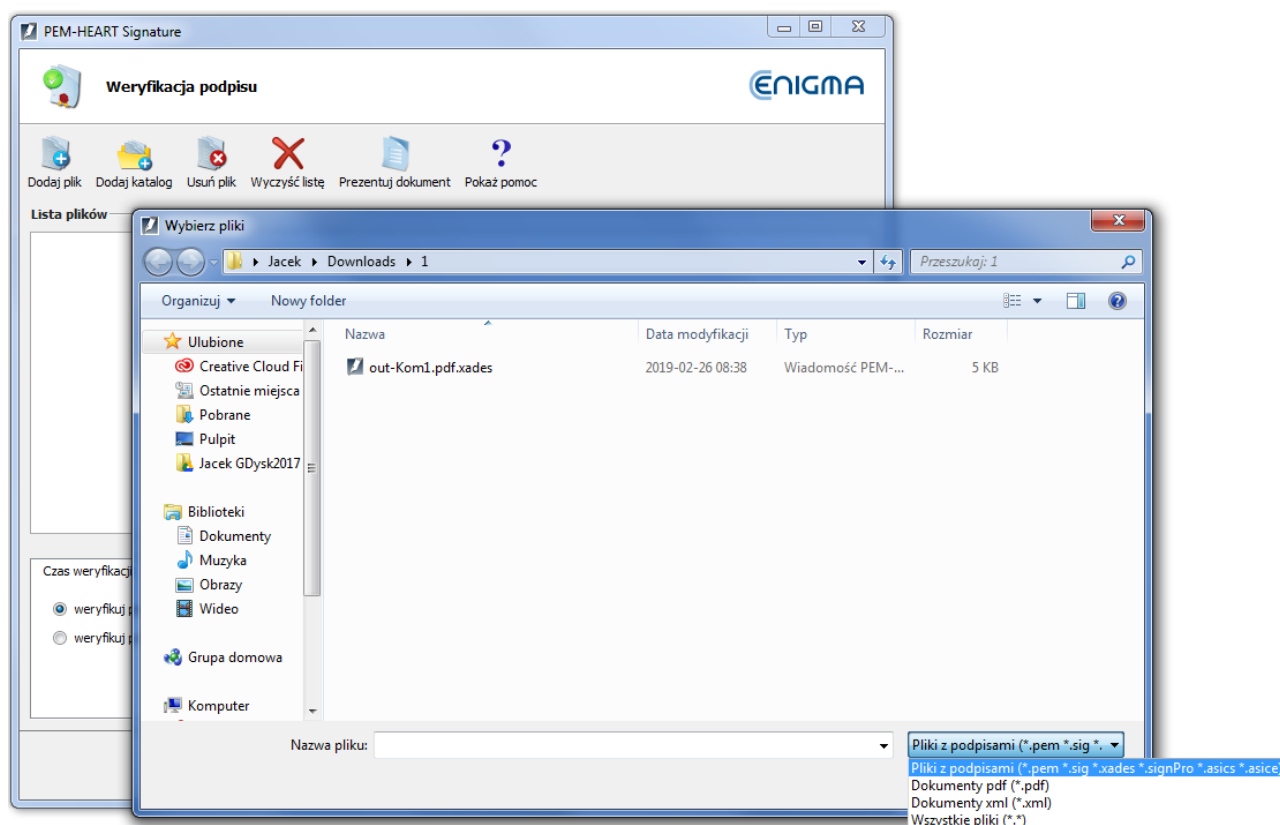 PEM-HEART Signature
Weryfikacja podpisu
ENIGMA
Dodaj plik Dodaj katalog Usuń plik Wyczyść listę Prezentuj dokument Pokaż pomoc
Lista plików
Wybierz pliki
Jacek Downloads 1
Przeszukaj: 1
Organizuj Nowy folder
Nazwa Data modyfikacji Typ Rozmiar
out-Kom1.pdf.xades 2019-02-26 08:38 Wiadomość PEM-... 5 KB
Ulubione
Creative Cloud Fi
Ostatnie miejsca
Pobrane
Pulpit
Jacek GDysk2017
Biblioteki
Dokumenty
Muzyka
Obrazy
Wideo
Grupa domowa
Komputer
Czas weryfikacji
weryfikuj p
weryfikuj p
Nazwa pliku:
Pliki z podpisami (*.pem *.sig *.
Pliki z podpisami (*.pem *.sig *.xades *.signPro *.asics *.asice)
Dokumenty pdf (*.pdf)
Dokumenty xml (*.xml)
Wszystkie pliki (*.*)